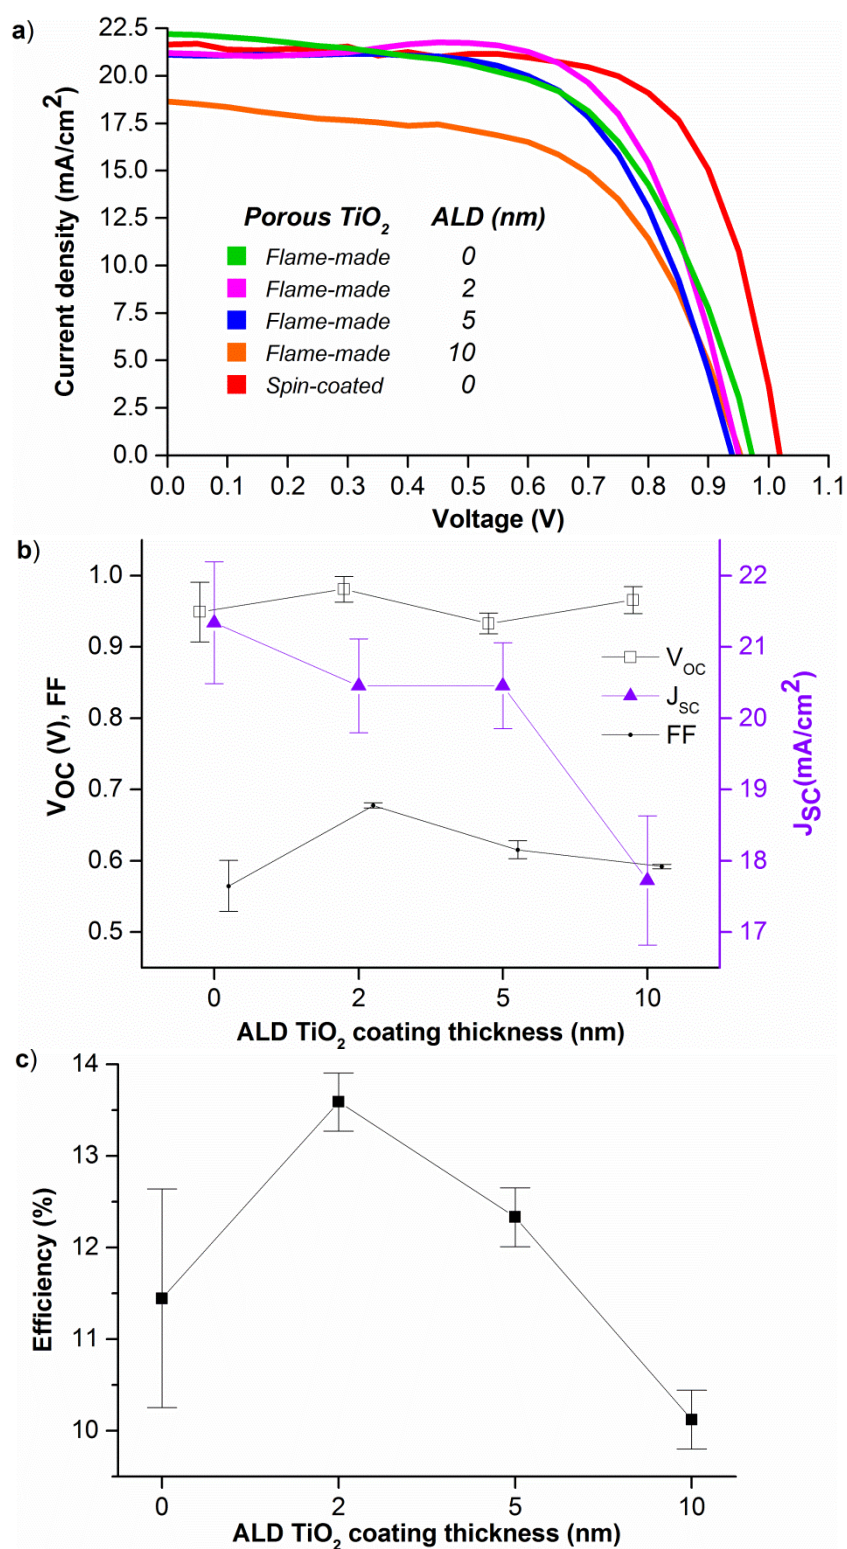 a)
22.5
20.0
17.5
15.0
12.5
10.0
7.5
5.0
2.5
0.0
Current density (mA/cm²)
Porous TiO₂ ALD (nm)
Flame-made 0
Flame-made 2
Flame-made 5
Flame-made 10
Spin-coated 0
0.0 0.1 0.2 0.3 0.4 0.5 0.6 0.7 0.8 0.9 1.0 1.1
Voltage (V)
b)
1.0
0.9
0.8
0.7
0.6
0.5
V_OC (V), FF
V_OC
J_SC
FF
22
21
20
19
18
17
J_SC (mA/cm²)
0 2 5 10
ALD TiO₂ coating thickness (nm)
c)
14
13
12
11
10
Efficiency (%)
0 2 5 10
ALD TiO₂ coating thickness (nm)